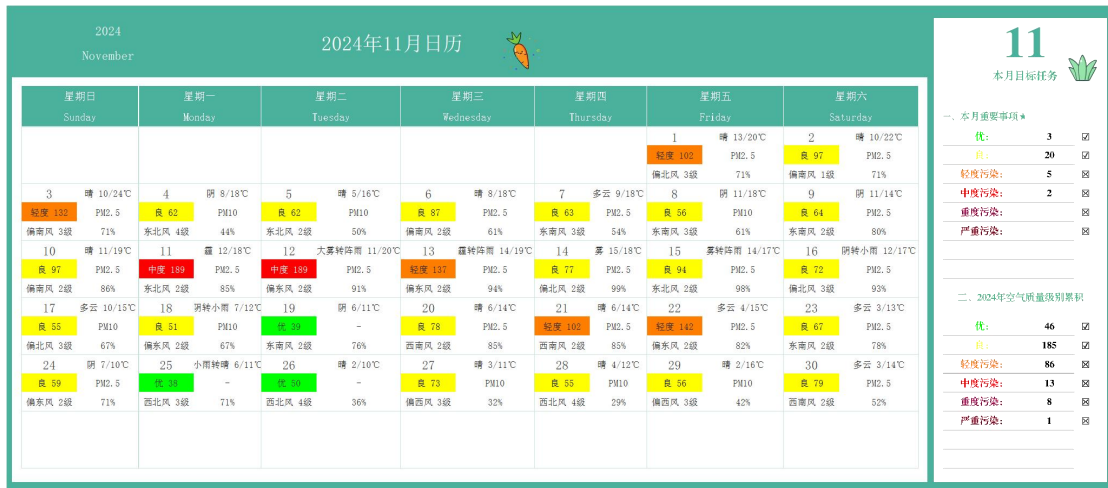 2024
November
2024年11月日历
星期日 星期一 星期二 星期三 星期四 星期五 星期六
Sunday Monday Tuesday Wednesday Thursday Friday Saturday
1 晴 13/20℃ 2 晴 10/22℃
轻度 102 PM2.5 良 97 PM2.5
偏北风 3级 71% 偏南风 1级 71%
3 晴 10/24℃ 4 阴 8/18℃ 5 晴 5/16℃ 6 晴 8/18℃ 7 多云 9/18℃ 8 阴 11/18℃ 9 阴 11/14℃
轻度 132 PM2.5 良 62 PM10 良 62 PM10 良 87 PM2.5 良 63 PM2.5 良 56 PM10 良 64 PM2.5
偏南风 3级 71% 东北风 4级 44% 东北风 2级 50% 偏南风 2级 61% 东南风 3级 54% 东南风 3级 61% 东南风 2级 80%
10 晴 11/19℃ 11 霾 12/18℃ 12 大雾转阵雨 11/20℃ 13 霾转阵雨 14/19℃ 14 雾 15/18℃ 15 雾转阵雨 14/17℃ 16 阴转小雨 12/17℃
良 97 PM2.5 中度 189 PM2.5 中度 189 PM2.5 轻度 137 PM2.5 良 77 PM2.5 良 94 PM2.5 良 72 PM2.5
偏南风 2级 86% 东北风 2级 85% 偏东风 2级 91% 偏东风 2级 94% 偏北风 2级 99% 东北风 2级 98% 偏北风 3级 93%
17 多云 10/15℃ 18 阴转小雨 7/12℃ 19 阴 6/11℃ 20 晴 6/14℃ 21 晴 6/14℃ 22 多云 4/15℃ 23 多云 3/13℃
良 55 PM10 良 51 PM10 优 39 - 良 78 PM2.5 轻度 102 PM2.5 轻度 142 PM2.5 良 67 PM2.5
偏北风 3级 67% 偏东风 2级 67% 东南风 2级 76% 西南风 2级 85% 西南风 2级 85% 偏东风 2级 82% 东南风 2级 78%
24 阴 7/10℃ 25 小雨转晴 6/11℃ 26 晴 2/10℃ 27 晴 3/11℃ 28 晴 4/12℃ 29 晴 2/16℃ 30 多云 3/14℃
良 59 PM2.5 优 38 - 优 50 - 良 73 PM10 良 55 PM10 良 56 PM10 良 79 PM2.5
偏东风 2级 71% 西北风 3级 71% 西北风 4级 36% 偏西风 3级 32% 西北风 4级 29% 偏西风 3级 42% 西南风 2级 52%
11
本月目标任务
一. 本月重要事项★
优: 3 ☑
良: 20 ☑
轻度污染: 5 ☒
中度污染: 2 ☒
重度污染: ☒
严重污染: ☒
二. 2024年空气质量级别累积
优: 46 ☑
良: 185 ☑
轻度污染: 86 ☒
中度污染: 13 ☒
重度污染: 8 ☒
严重污染: 1 ☒